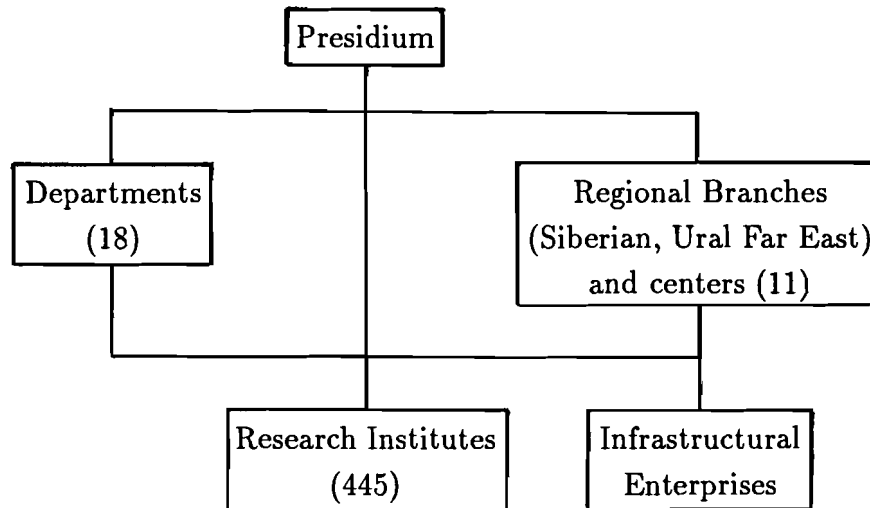 Presidium
Departments
(18)
Regional Branches
(Siberian, Ural Far East)
and centers (11)
Research Institutes
(445)
Infrastructural
Enterprises